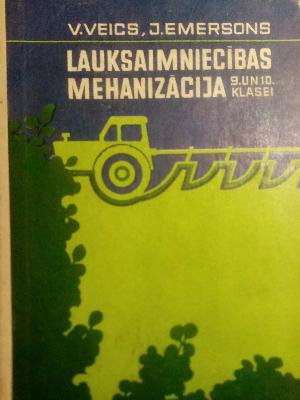 V.VEICS, J.EMERSONS
LAUKSAIMNIECĪBAS
MEHANIZĀCIJA 9.UN 10.
KLASEI